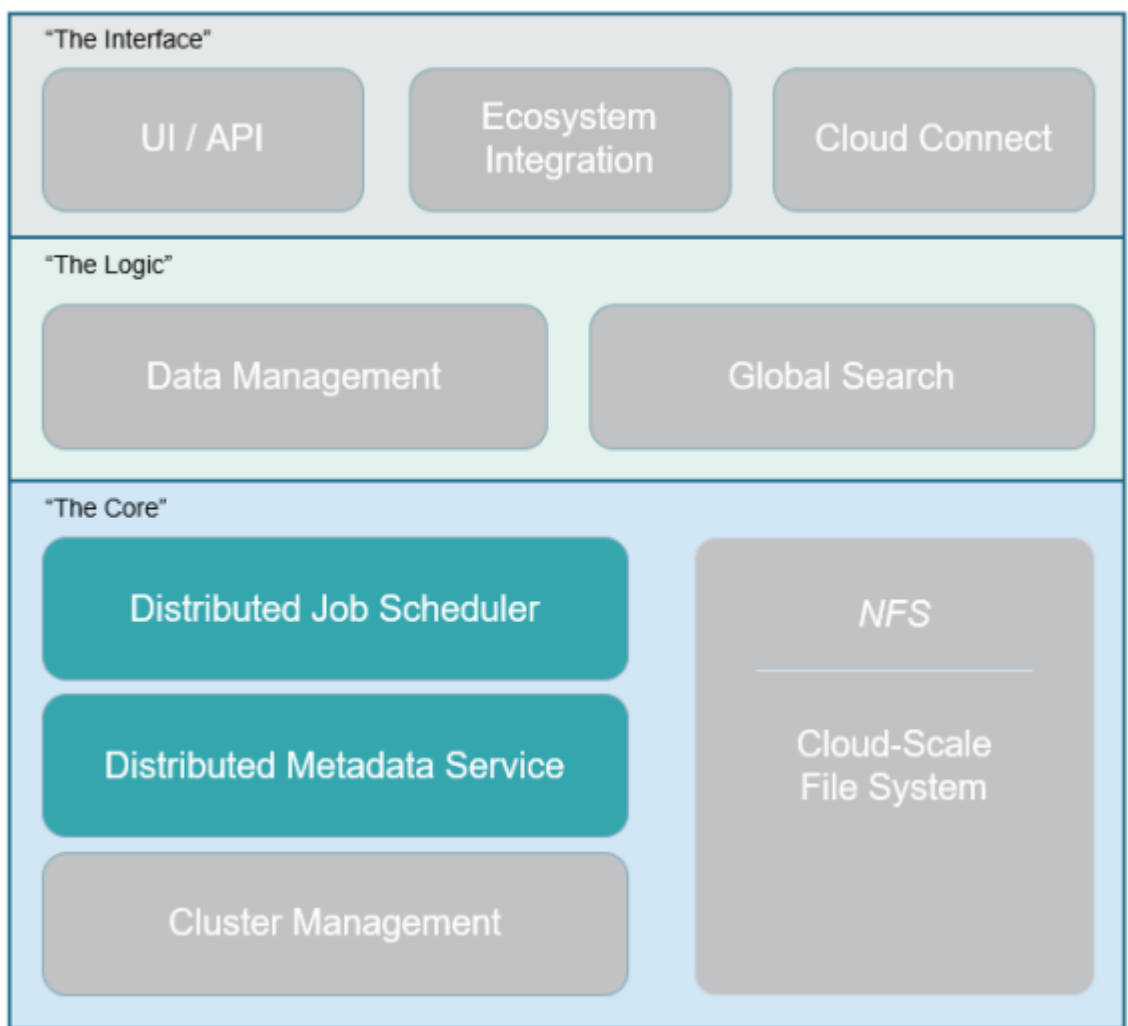 “The Interface”
UI / API
Ecosystem
Integration
Cloud Connect
“The Logic”
Data Management
Global Search
“The Core”
Distributed Job Scheduler
Distributed Metadata Service
Cluster Management
NFS
Cloud-Scale
File System